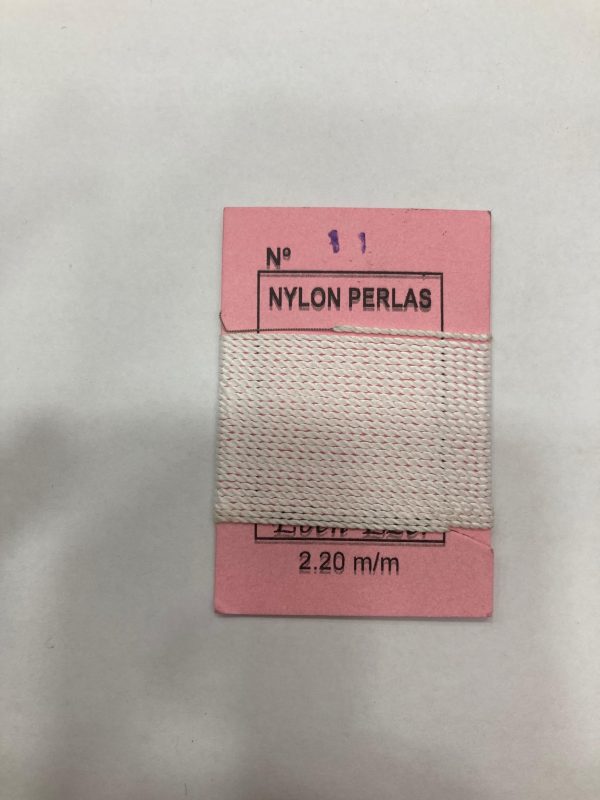 Nº 11
NYLON PERLAS
2.20 m/m